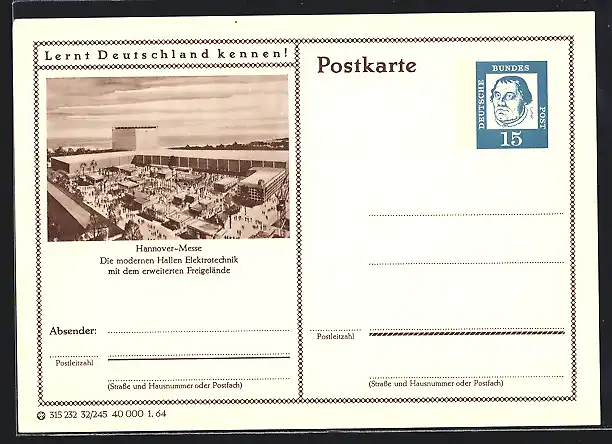 Lernt Deutschland kennen!
Hannover-Messe
Die modernen Hallen Elektrotechnik
mit dem erweiterten Freigelände
Absender:
Postleitzahl
(Straße und Hausnummer oder Postfach)
315 232 32/245 40 000 1. 64
Postkarte
DEUTSCHE
BUNDES
POST
15
Postleitzahl
(Straße und Hausnummer oder Postfach)